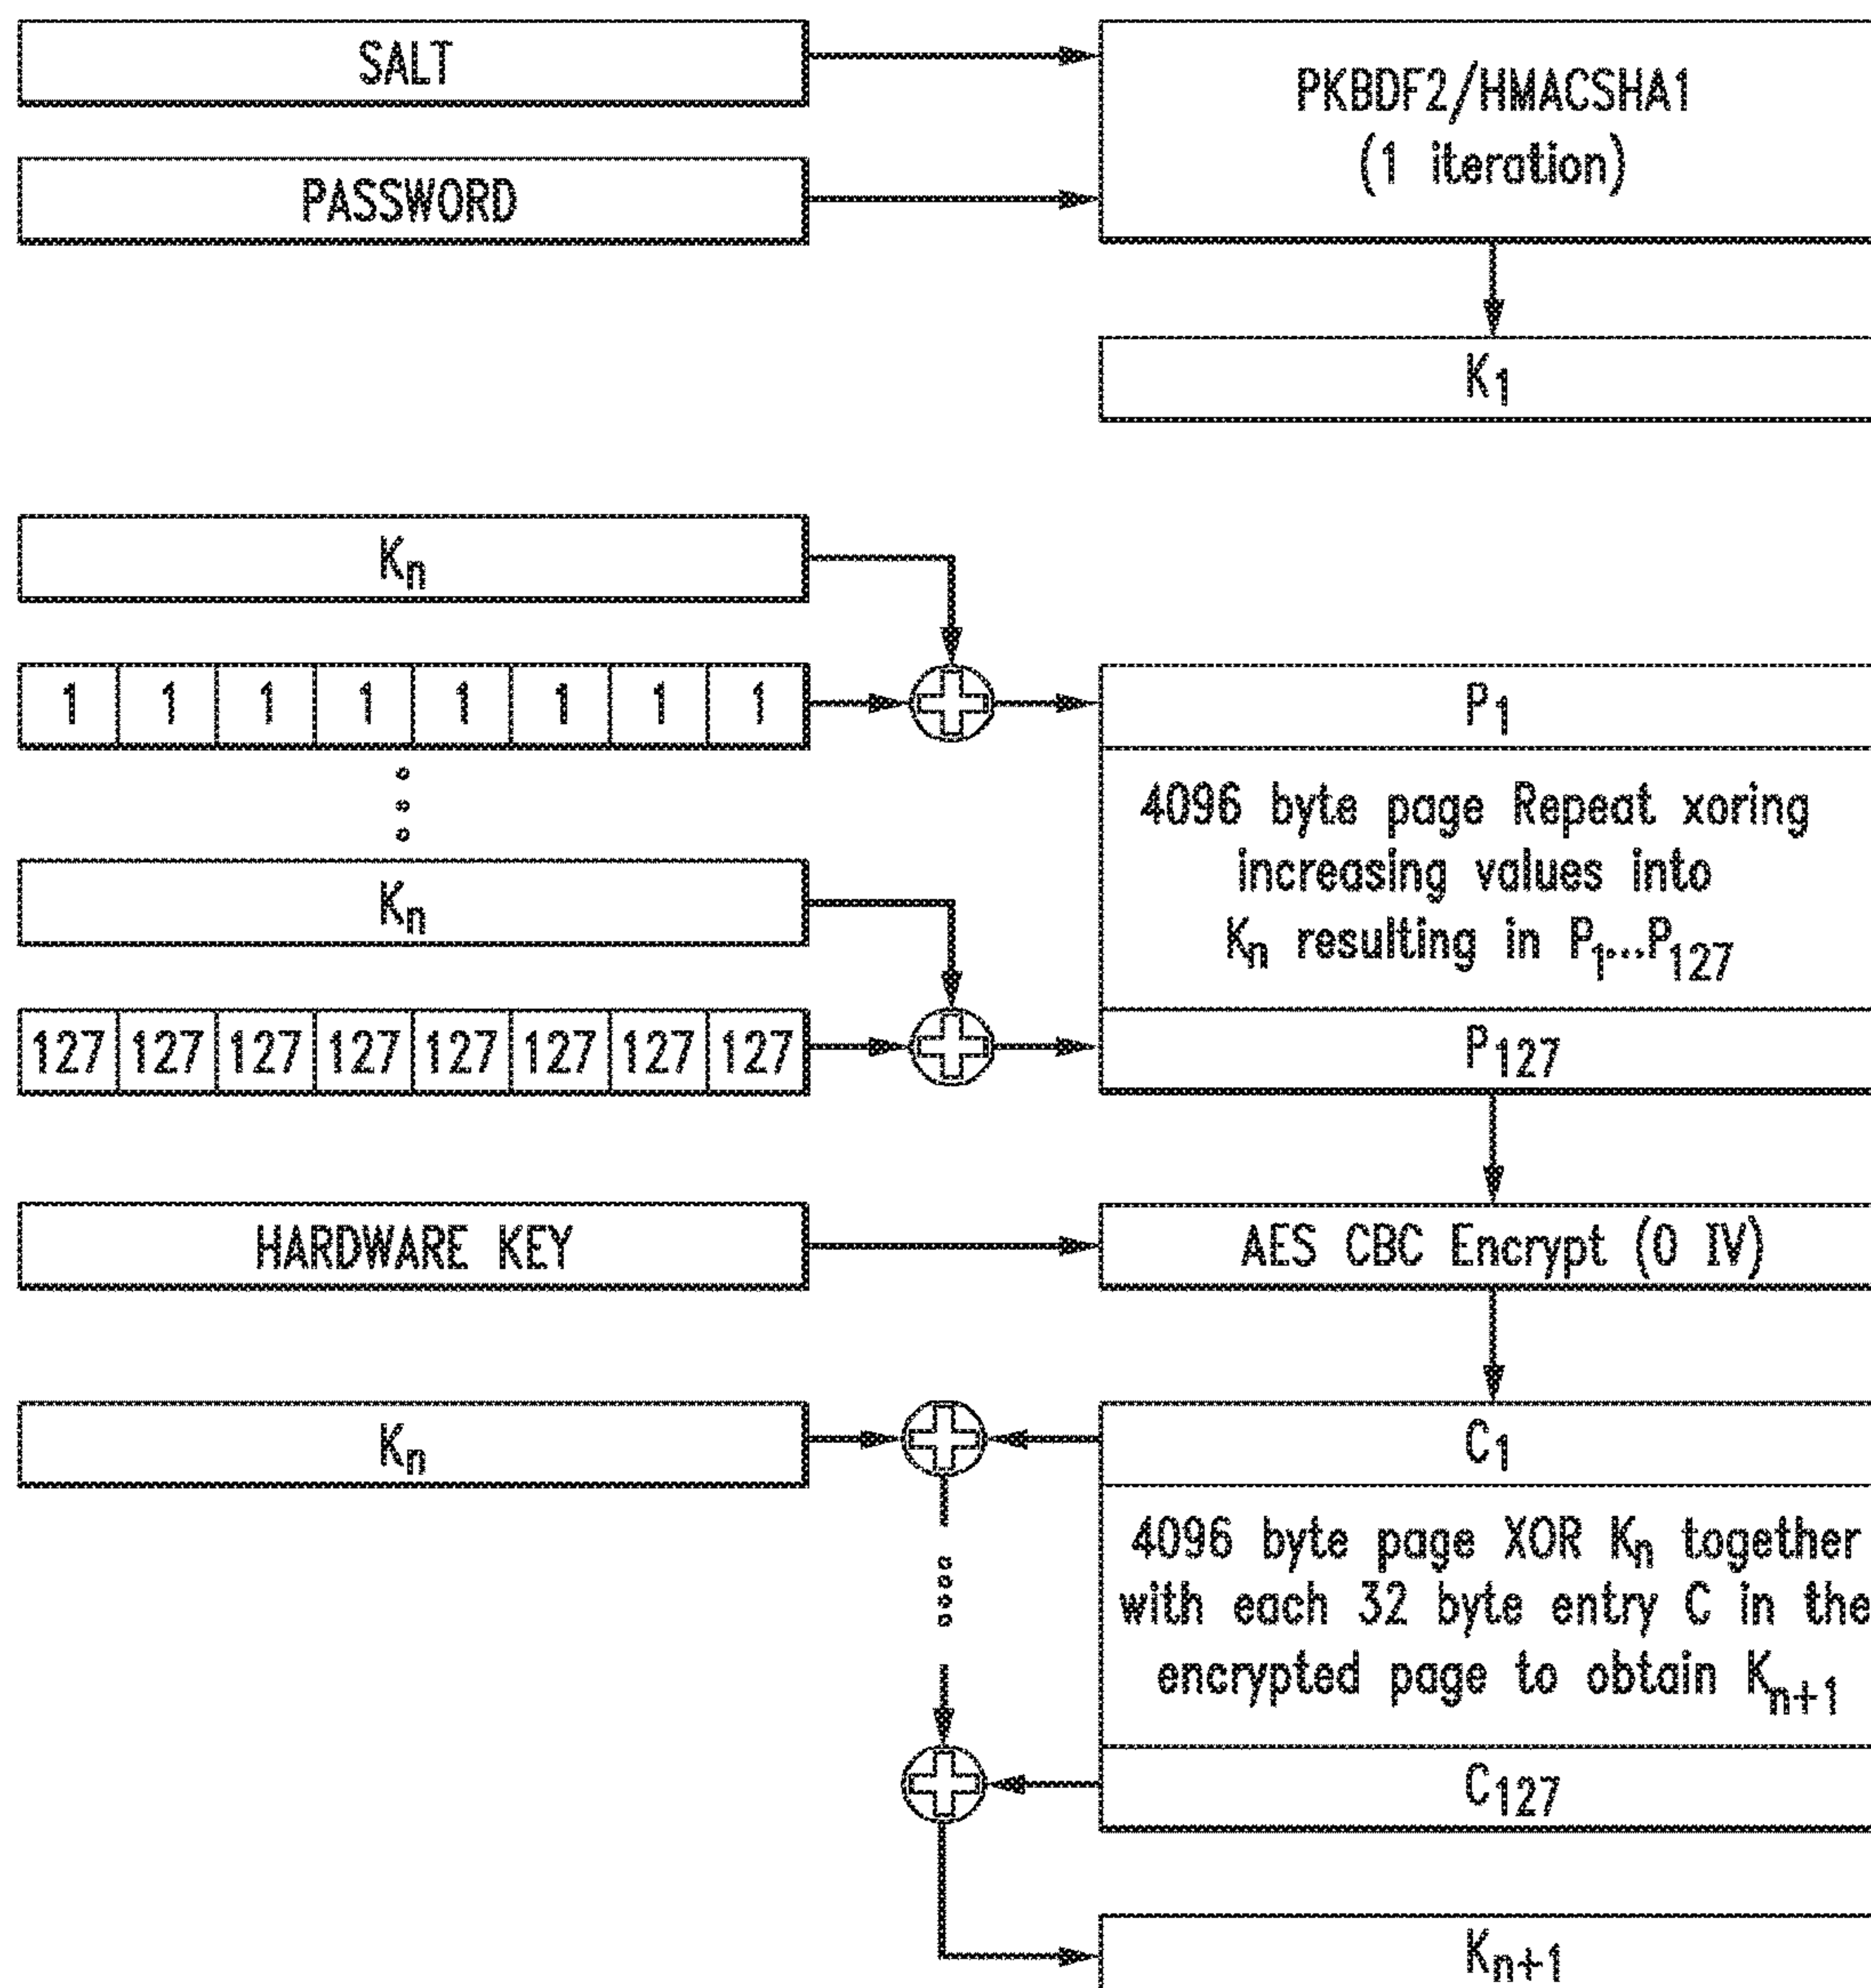 SALT
PKBDF2/HMACSHA1
(1 iteration)
PASSWORD
K1
Kn
1 1 1 1 1 1 1 1
P1
4096 byte page Repeat xoring
increasing values into
Kn resulting in P1...P127
Kn
127 127 127 127 127 127 127 127
P127
HARDWARE KEY
AES CBC Encrypt (0 IV)
Kn
C1
4096 byte page XOR Kn together
with each 32 byte entry C in the
encrypted page to obtain Kn+1
C127
Kn+1